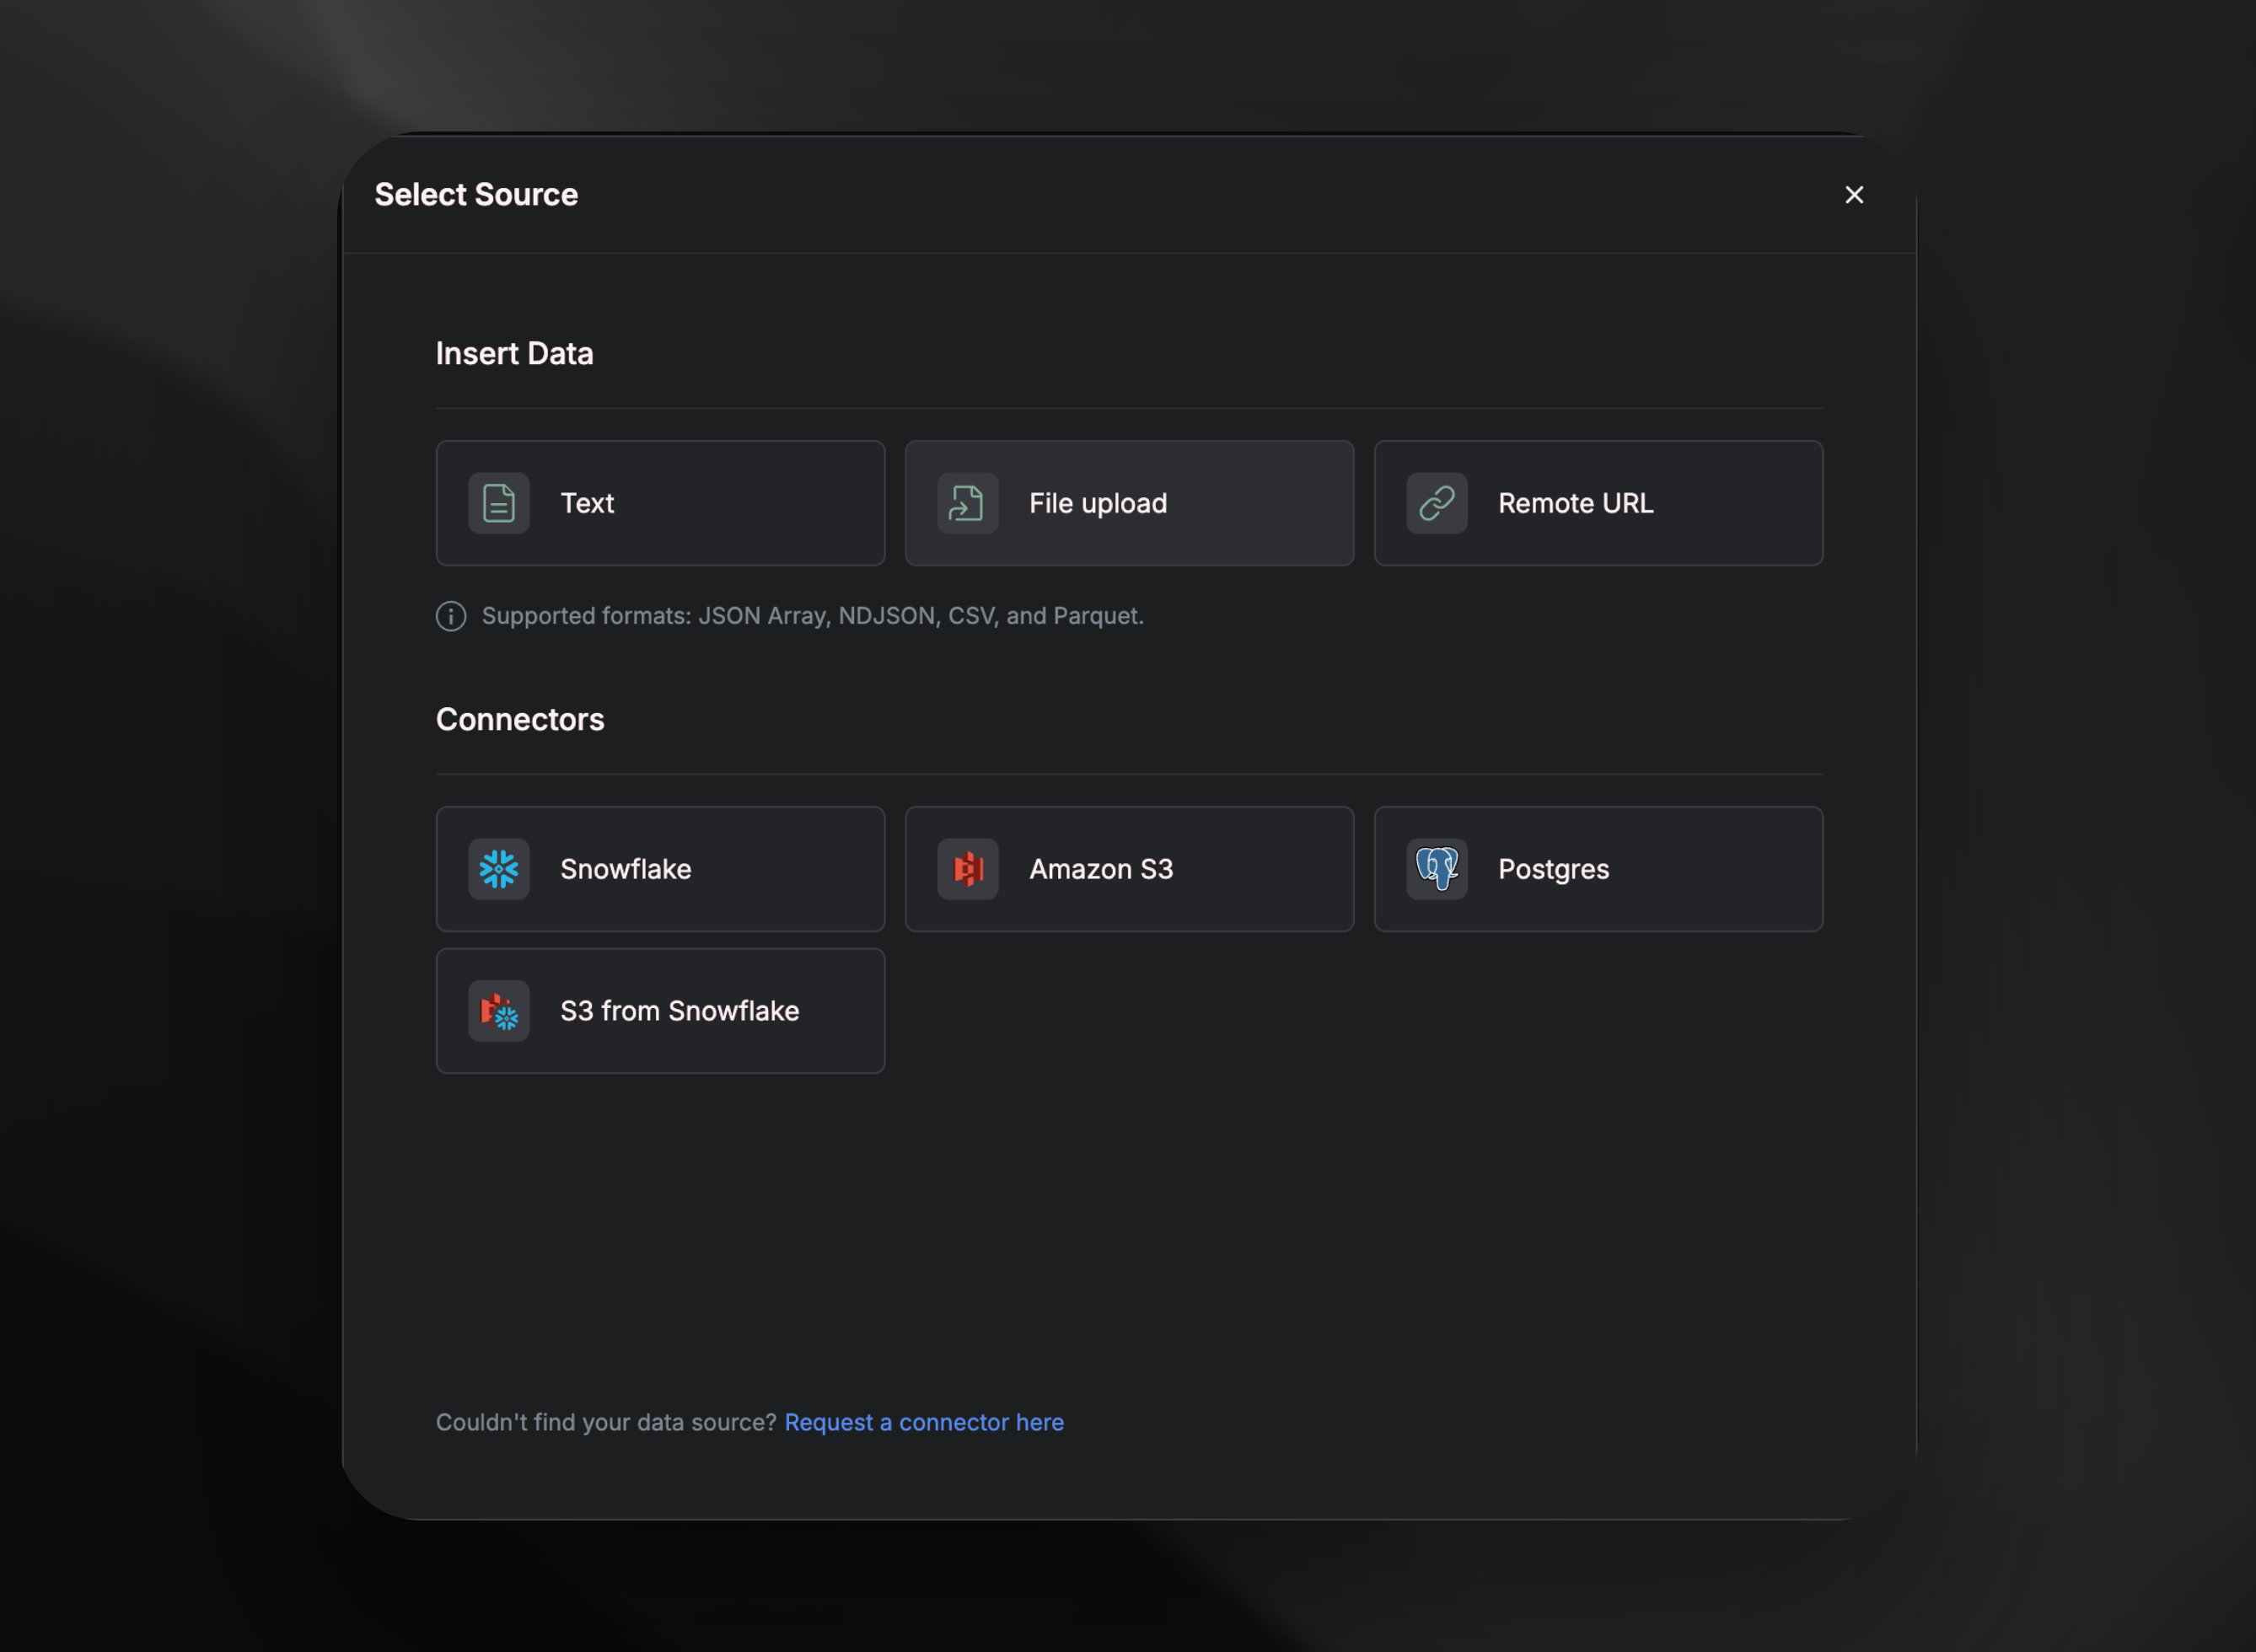 Select Source
Insert Data
Text
File upload
Remote URL
Supported formats: JSON Array, NDJSON, CSV, and Parquet.
Connectors
Snowflake
Amazon S3
Postgres
S3 from Snowflake
Couldn't find your data source? Request a connector here